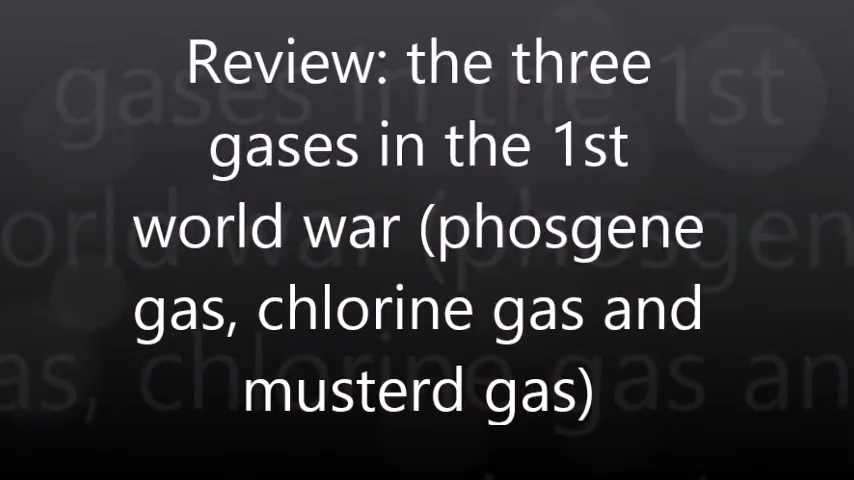 Review: the three
gases in the 1st
world war (phosgene
gas, chlorine gas and
musterd gas)